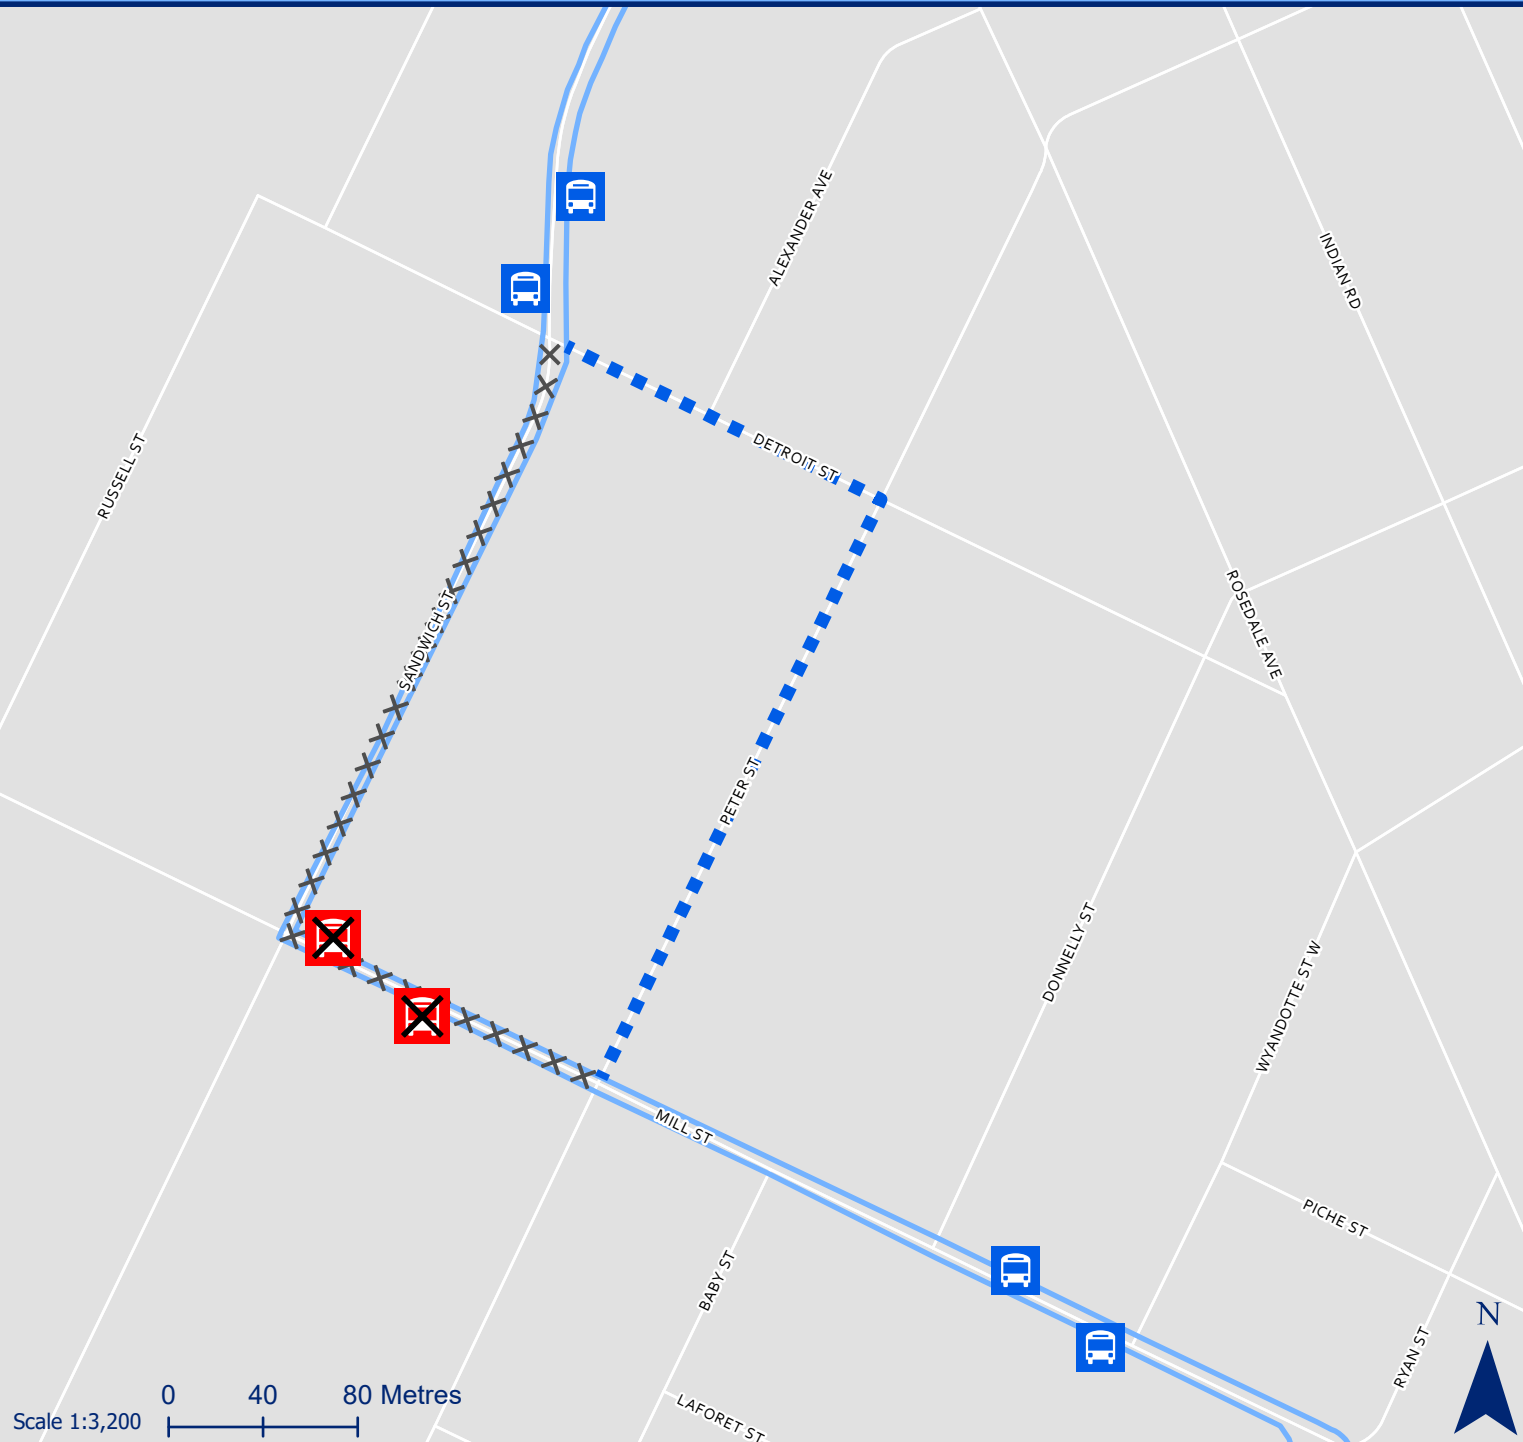 ALEXANDER AVE
INDIAN RD
RUSSELL ST
DETROIT ST
SANDWICH ST
ROSEDALE AVE
PETER ST
DONNELLY ST
WYANDOTTE ST W
MILL ST
PICHE ST
BABY ST
RYAN ST
LAFORET ST
N
0 40 80 Metres
Scale 1:3,200